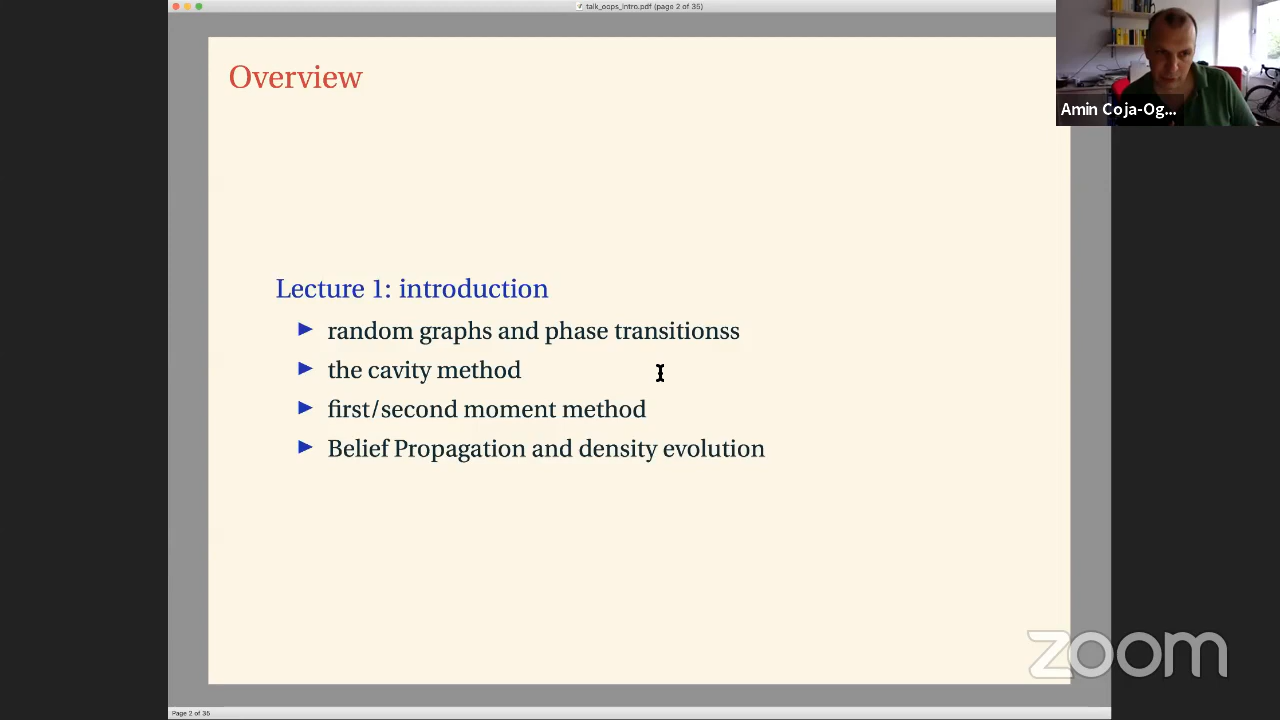 talk_oops_intro.pdf (page 2 of 35)
Overview
Amin Coja-Og...
Lecture 1: introduction
random graphs and phase transitionss
the cavity method
first/second moment method
Belief Propagation and density evolution
zoom
Page 2 of 35